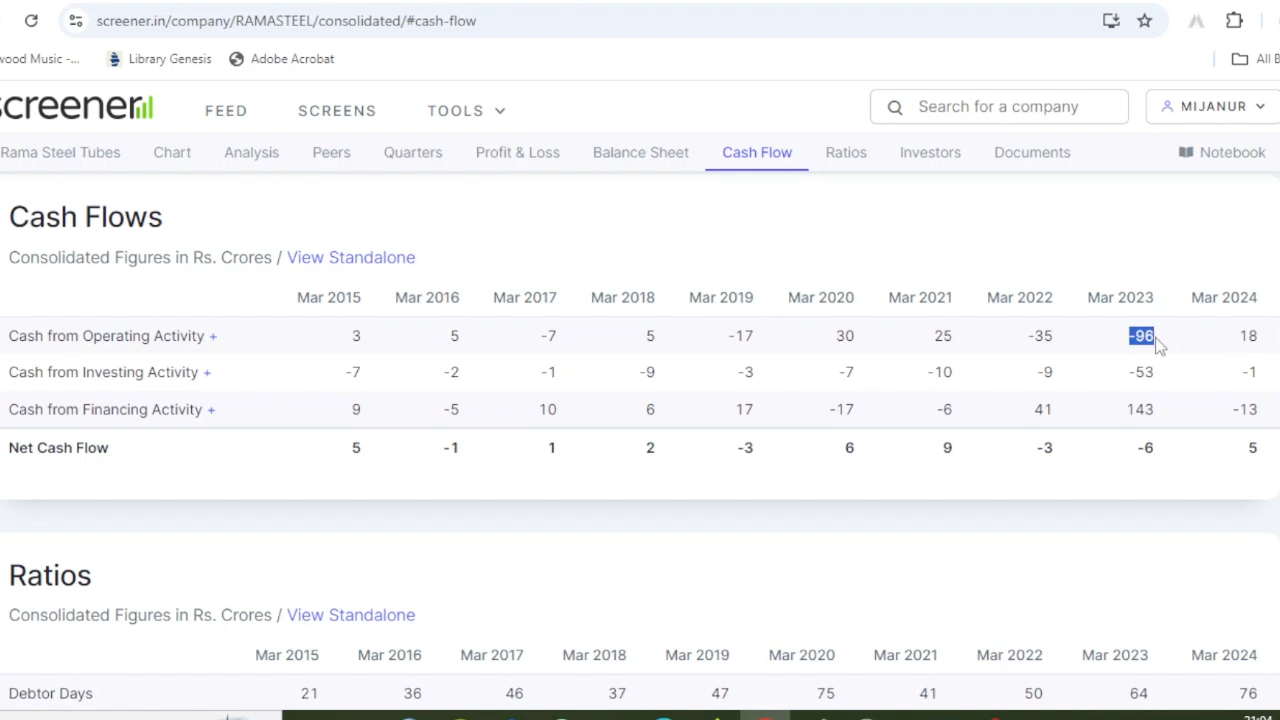 screener.in/company/RAMASTEEL/consolidated/#cash-flow
wood Music -... Library Genesis Adobe Acrobat All B
screener FEED SCREENS TOOLS Search for a company MIJANUR
Rama Steel Tubes Chart Analysis Peers Quarters Profit & Loss Balance Sheet Cash Flow Ratios Investors Documents Notebook
Cash Flows
Consolidated Figures in Rs. Crores / View Standalone
Mar 2015 Mar 2016 Mar 2017 Mar 2018 Mar 2019 Mar 2020 Mar 2021 Mar 2022 Mar 2023 Mar 2024
Cash from Operating Activity + 3 5 -7 5 -17 30 25 -35 -96 18
Cash from Investing Activity + -7 -2 -1 -9 -3 -7 -10 -9 -53 -1
Cash from Financing Activity + 9 -5 10 6 17 -17 -6 41 143 -13
Net Cash Flow 5 -1 1 2 -3 6 9 -3 -6 5
Ratios
Consolidated Figures in Rs. Crores / View Standalone
Mar 2015 Mar 2016 Mar 2017 Mar 2018 Mar 2019 Mar 2020 Mar 2021 Mar 2022 Mar 2023 Mar 2024
Debtor Days 21 36 46 37 47 75 41 50 64 76